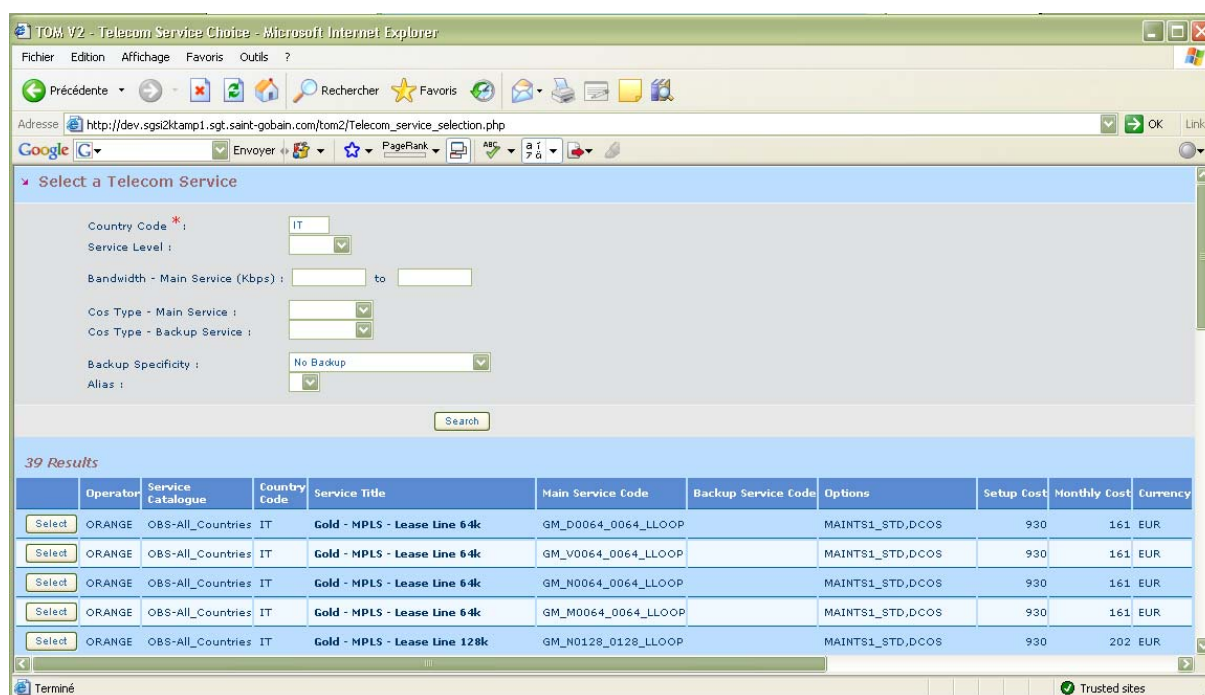 TOM V2 - Telecom Service Choice - Microsoft Internet Explorer
Fichier Edition Affichage Favoris Outils ?
Précédente Rechercher Favoris
Adresse http://dev.sgsi2ktamp1.sgt.saint-gobain.com/tom2/Telecom_service_selection.php OK Link
Google G Envoyer PageRank ABC
Select a Telecom Service
Country Code * : IT
Service Level :
Bandwidth - Main Service (Kbps) : to
Cos Type - Main Service :
Cos Type - Backup Service :
Backup Specificity : No Backup
Alias :
Search
39 Results
Operator Service Catalogue Country Code Service Title Main Service Code Backup Service Code Options Setup Cost Monthly Cost Currency
Select ORANGE OBS-All_Countries IT Gold - MPLS - Lease Line 64k GM_D0064_0064_LLOOP MAINTS1_STD,DCOS 930 161 EUR
Select ORANGE OBS-All_Countries IT Gold - MPLS - Lease Line 64k GM_V0064_0064_LLOOP MAINTS1_STD,DCOS 930 161 EUR
Select ORANGE OBS-All_Countries IT Gold - MPLS - Lease Line 64k GM_N0064_0064_LLOOP MAINTS1_STD,DCOS 930 161 EUR
Select ORANGE OBS-All_Countries IT Gold - MPLS - Lease Line 64k GM_M0064_0064_LLOOP MAINTS1_STD,DCOS 930 161 EUR
Select ORANGE OBS-All_Countries IT Gold - MPLS - Lease Line 128k GM_N0128_0128_LLOOP MAINTS1_STD,DCOS 930 202 EUR
Terminé Trusted sites